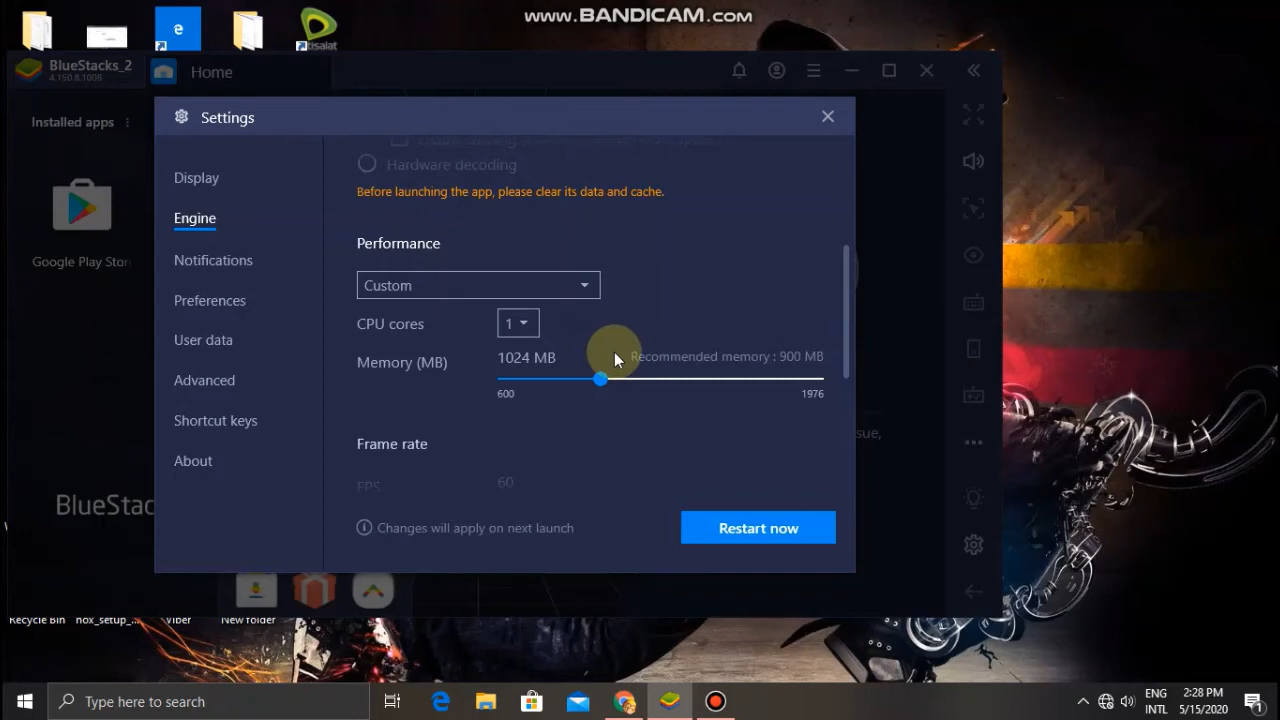 www.BANDICAM.com
e
BlueStacks_2
4.150.8.1008
Home
Installed apps
Google Play Stor
BlueStac
Settings
Display
Engine
Notifications
Preferences
User data
Advanced
Shortcut keys
About
Hardware decoding
Before launching the app, please clear its data and cache.
Performance
Custom
CPU cores
1
Memory (MB)
1024 MB
Recommended memory : 900 MB
600
1976
Frame rate
FPS
60
Changes will apply on next launch
Restart now
sue,
Recycle Bin
nox_setup_...
Viber
New folder
Type here to search
ENG
INTL
2:28 PM
5/15/2020
1